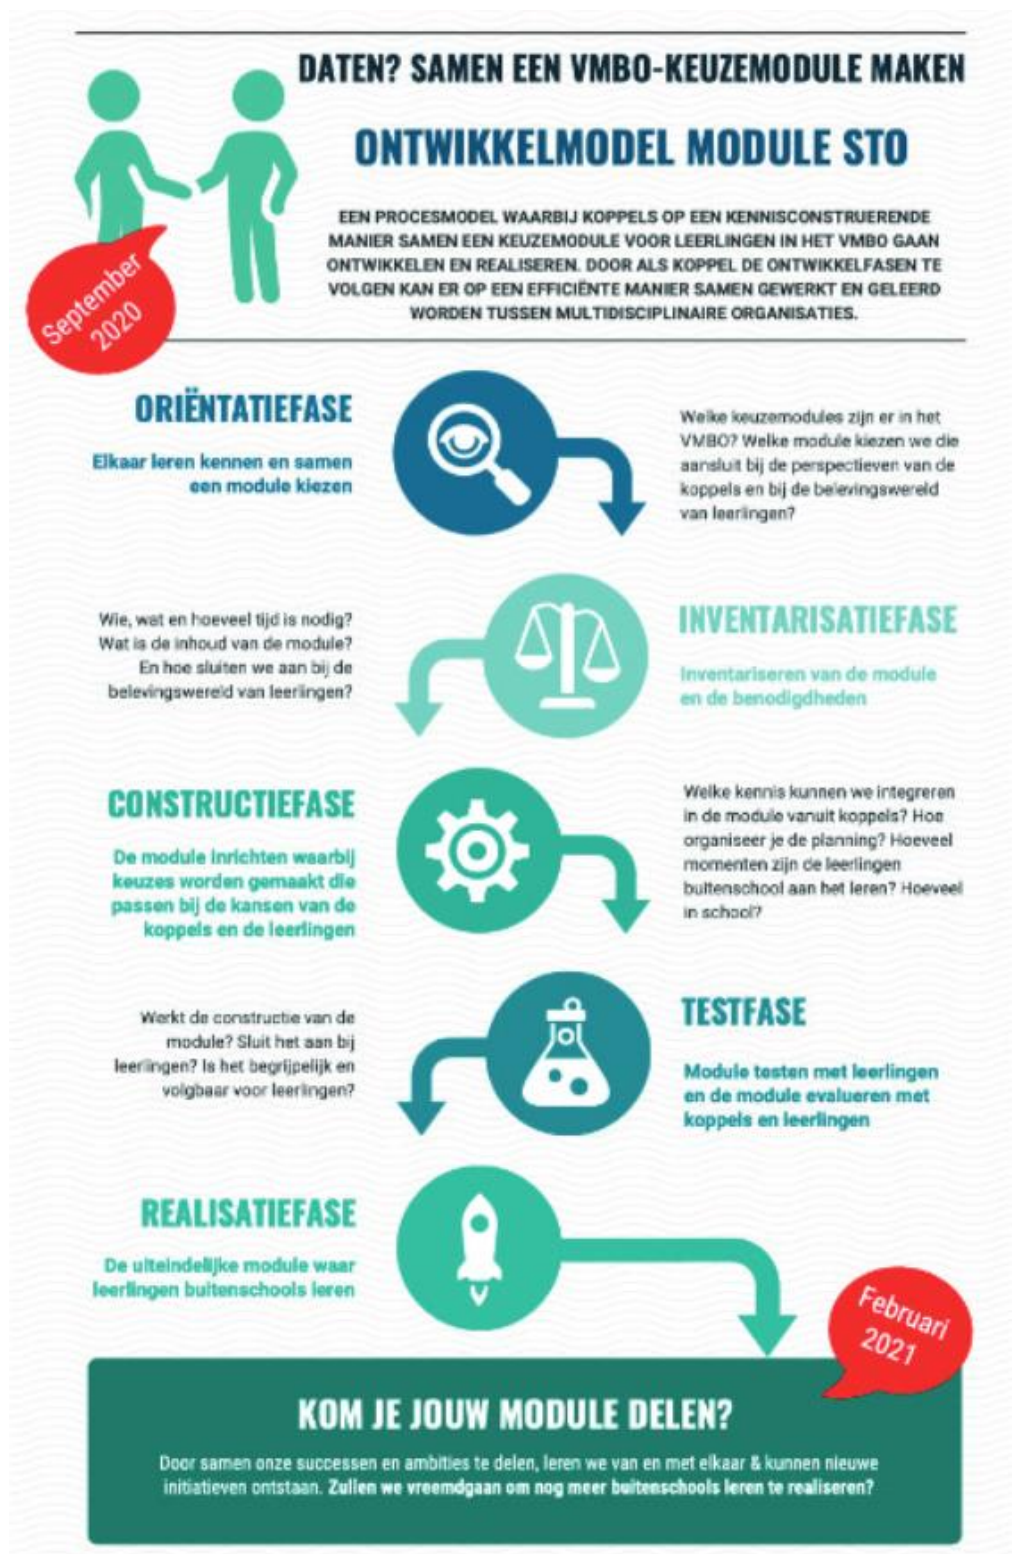 DATEN? SAMEN EEN VMBO-KEUZEMODULE MAKEN
ONTWIKKELMODEL MODULE STO
EEN PROCESMODEL WAARBIJ KOPPELS OP EEN KENNISCONSTRUERENDE
MANIER SAMEN EEN KEUZEMODULE VOOR LEERLINGEN IN HET VMBO GAAN
ONTWIKKELEN EN REALISEREN. DOOR ALS KOPPEL DE ONTWIKKELFASEN TE
VOLGEN KAN ER OP EEN EFFICIËNTE MANIER SAMEN GEWERKT EN GELEERD
WORDEN TUSSEN MULTIDISCIPLINAIRE ORGANISATIES.
September
2020
ORIËNTATIEFASE
Elkaar leren kennen en samen
een module kiezen
Welke keuzemodules zijn er in het
VMBO? Welke module kiezen we die
aansluit bij de perspectieven van de
koppels en bij de belevingswereld
van leerlingen?
INVENTARISATIEFASE
Inventariseren van de module
en de benodigdheden
Wie, wat en hoeveel tijd is nodig?
Wat is de inhoud van de module?
En hoe sluiten we aan bij de
belevingswereld van leerlingen?
CONSTRUCTIEFASE
De module inrichten waarbij
keuzes worden gemaakt die
passen bij de kansen van de
koppels en de leerlingen
Welke kennis kunnen we integreren
in de module vanuit koppels? Hoe
organiseer je de planning? Hoeveel
momenten zijn de leerlingen
buitenschool aan het leren? Hoeveel
in school?
TESTFASE
Module testen met leerlingen
en de module evalueren met
koppels en leerlingen
Werkt de constructie van de
module? Sluit het aan bij
leerlingen? Is het begrijpelijk en
volgbaar voor leerlingen?
REALISATIEFASE
De uiteindelijke module waar
leerlingen buitenschools leren
Februari
2021
KOM JE JOUW MODULE DELEN?
Door samen onze successen en ambities te delen, leren we van en met elkaar & kunnen nieuwe
initiatieven ontstaan. Zullen we vreemdgaan om nog meer buitenschools leren te realiseren?